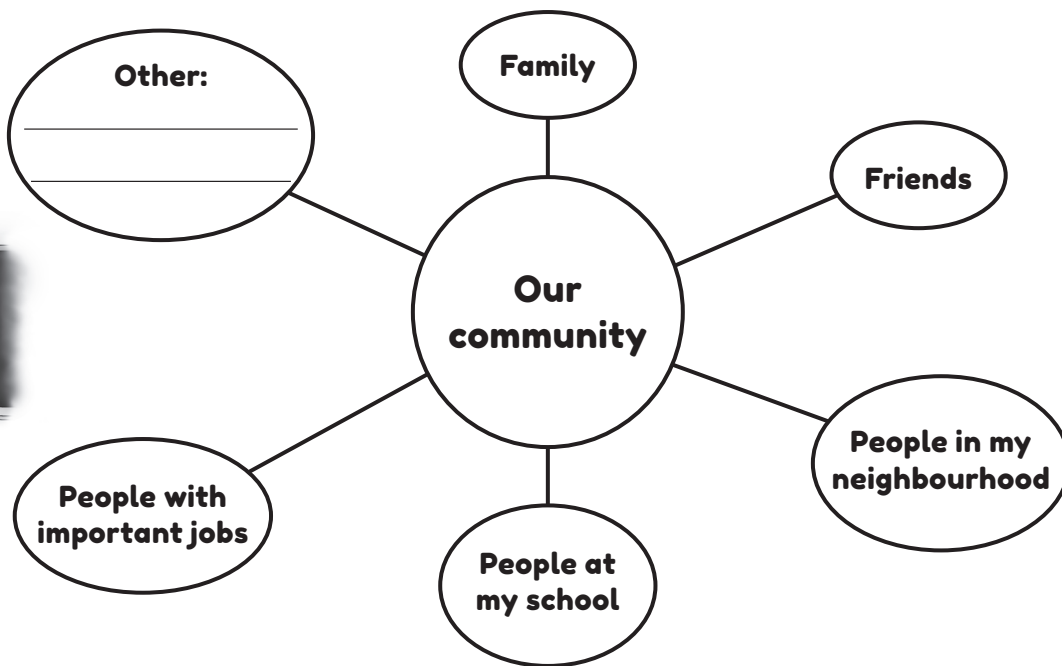 Other:
Family
Friends
Our
community
People in my
neighbourhood
People with
important jobs
People at
my school